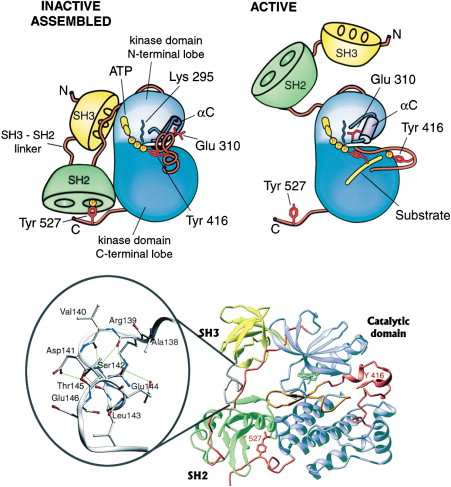 INACTIVE
ASSEMBLED
kinase domain
N-terminal lobe
ATP
Lys 295
N
SH3
αC
Glu 310
SH3 - SH2
linker
SH2
Tyr 527
C
Tyr 416
kinase domain
C-terminal lobe
ACTIVE
SH3
N
SH2
Glu 310
αC
Tyr 416
Tyr 527
C
Substrate
Val140
Arg139
Ala138
Asp141
Ser142
Thr145
Glu144
Glu146
Leu143
SH3
Catalytic
domain
Y 416
527
SH2